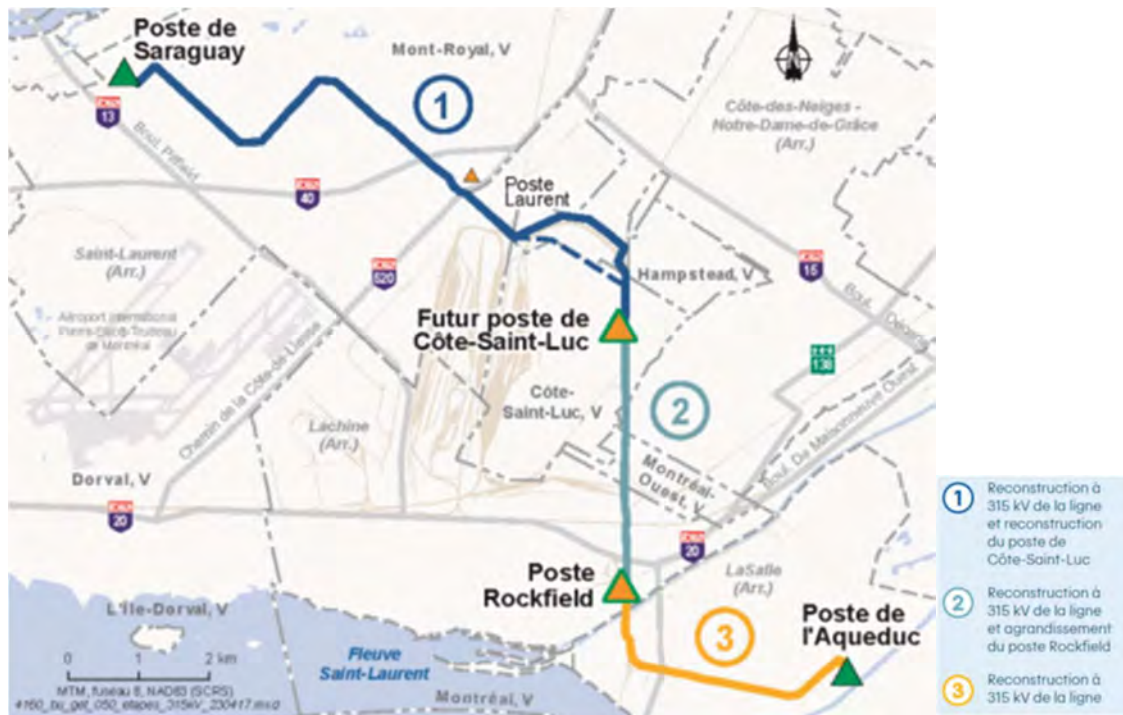 Poste de
Saraguay
Mont-Royal, V
1
13
Boul. Pitfield
Côte-des-Neiges -
Notre-Dame-de-Grâce
(Arr.)
40
Poste
Laurent
Saint-Laurent
(Arr.)
520
Hampstead, V
15
Aéroport International
de Montréal
Futur poste de
Côte-Saint-Luc
Boul. Décarie
138
Chemin de la Côte-de-Liesse
Côte-
Saint-Luc, V
2
Lachine
(Arr.)
Boul. De Maisonneuve Ouest
Dorval, V
Montréal-
Ouest, V
20
20
Poste
Rockfield
LaSalle
(Arr.)
L'Île-Dorval, V
3
Poste de
l'Aqueduc
0 1 2 km
Fleuve
Saint-Laurent
MTM, fuseau 8, NAD83 (SCRS)
Montréal, V
1
Reconstruction à
315 kV de la ligne
et reconstruction
du poste de
Côte-Saint-Luc
2
Reconstruction à
315 kV de la ligne
et agrandissement
du poste Rockfield
3
Reconstruction à
315 kV de la ligne